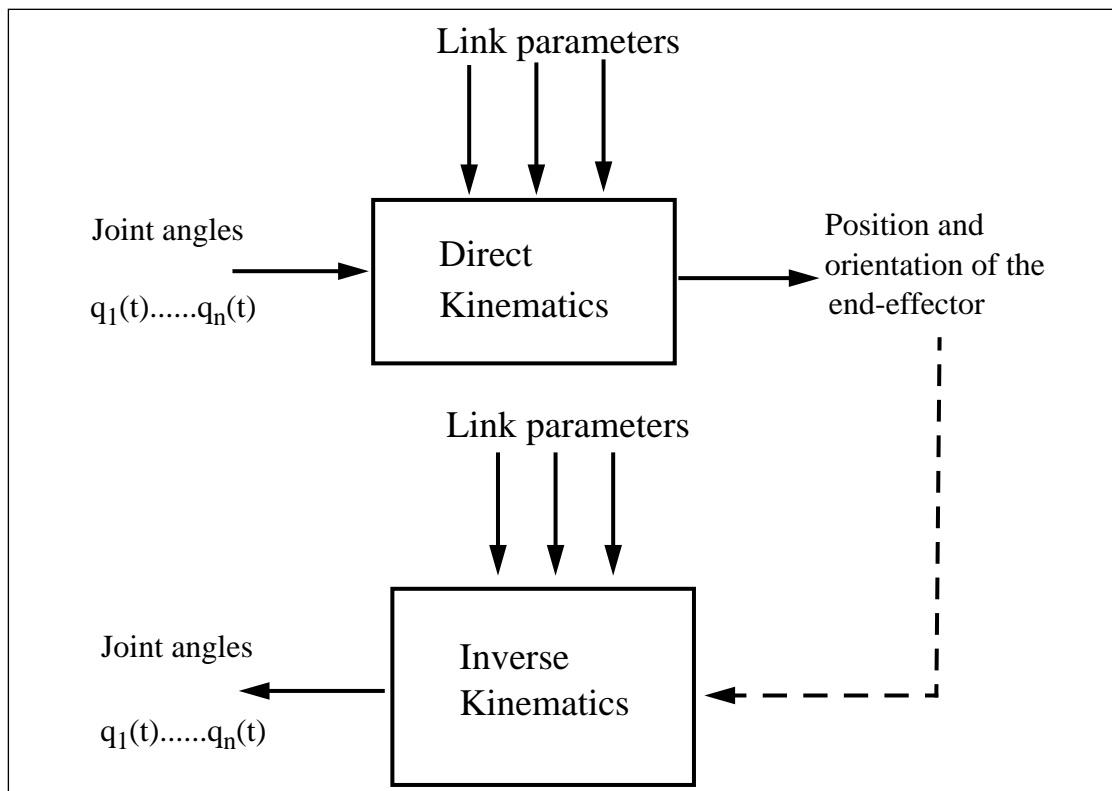 Link parameters
Joint angles
q1(t)......qn(t)
Direct
Kinematics
Position and
orientation of the
end-effector
Link parameters
Joint angles
q1(t)......qn(t)
Inverse
Kinematics